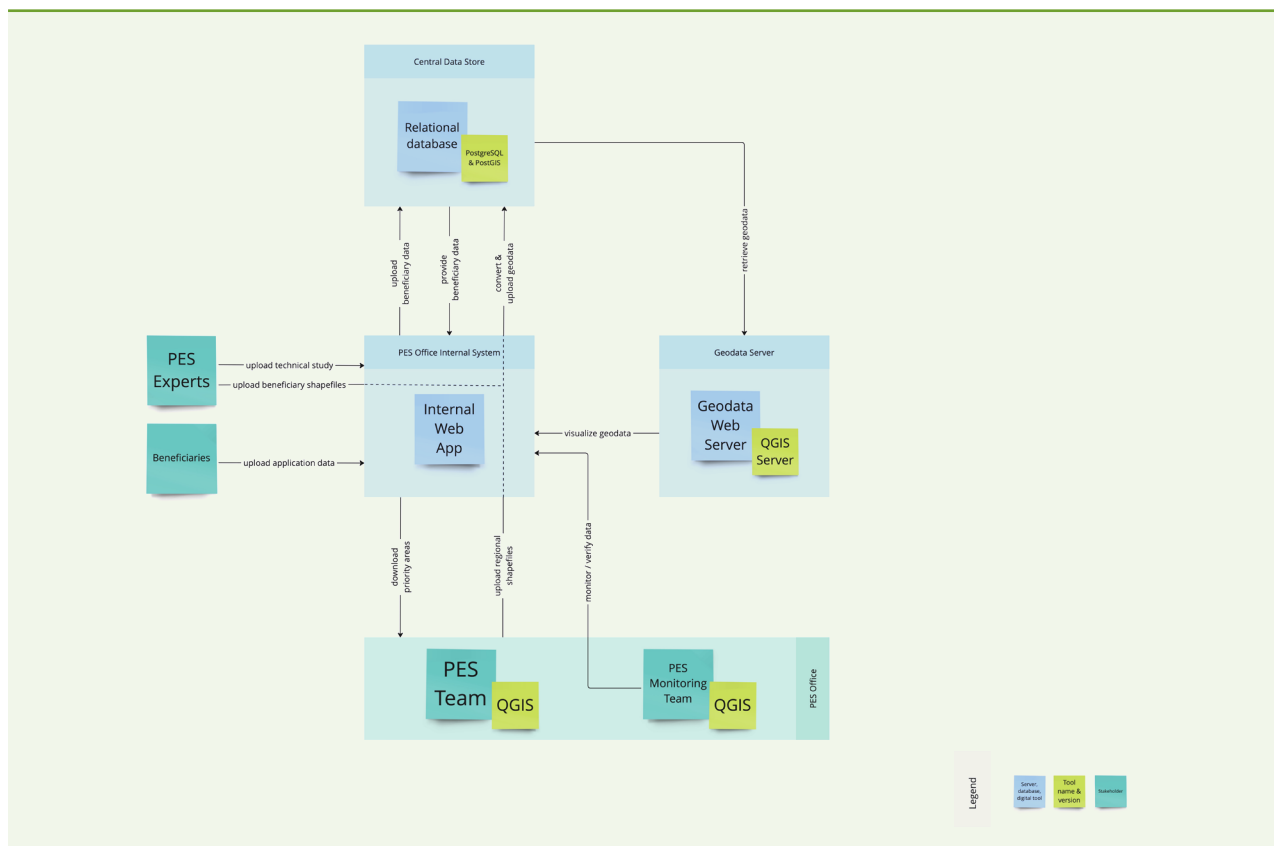 Central Data Store
Relational
database
PostgreSQL
& PostGIS
upload
beneficiary data
provide
beneficiary data
convert &
upload geodata
retrieve geodata
PES
Experts
upload technical study
upload beneficiary shapefiles
PES Office Internal System
Internal
Web
App
Geodata Server
Geodata
Web
Server
QGIS
Server
visualize geodata
Beneficiaries
upload application data
download
priority areas
upload regional
shapefiles
monitor / verify data
PES
Team
QGIS
PES
Monitoring
Team
QGIS
PES Office
Legend
Server,
database,
digital tool
Tool
name &
version
Stakeholder